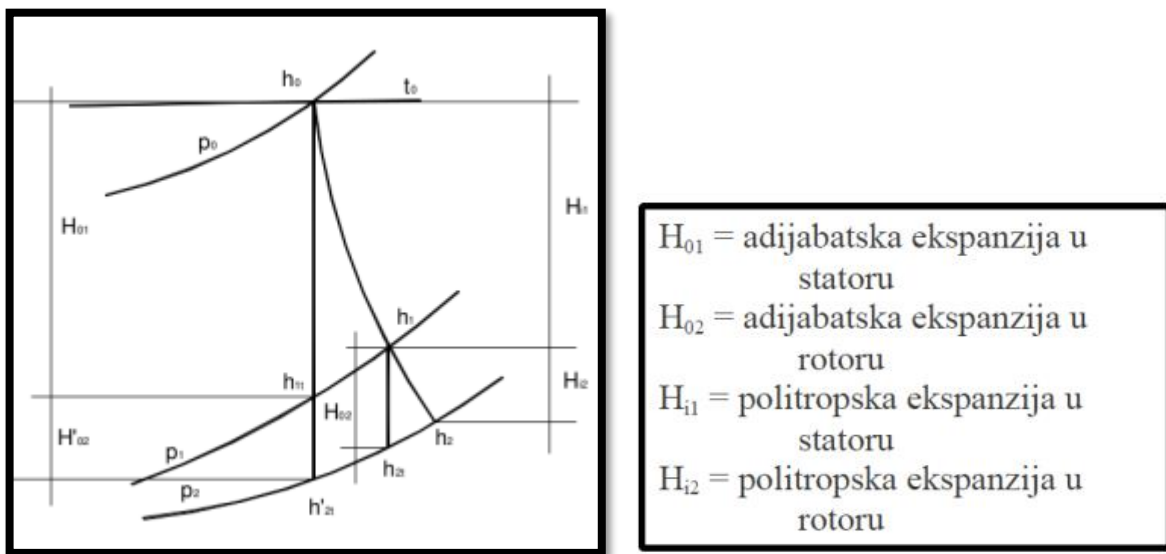 h₀
t₀
p₀
H₀₁
Hᵢ₁
h₁
h₁t
H₀₂
Hᵢ₂
H'₀₂
p₁
h₂
h₂t
p₂
h'₂t
H₀₁ = adijabatska ekspanzija u
statoru
H₀₂ = adijabatska ekspanzija u
rotoru
Hᵢ₁ = politropska ekspanzija u
statoru
Hᵢ₂ = politropska ekspanzija u
rotoru